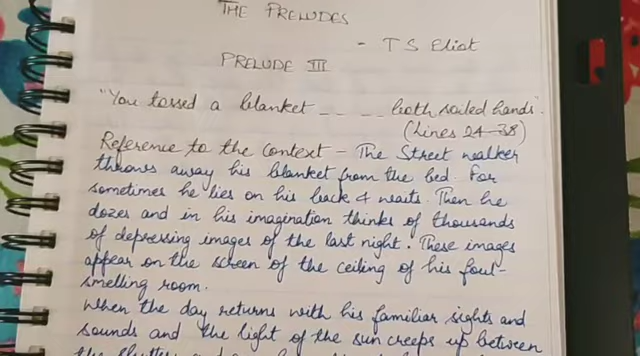 THE PRELUDES
- T S Eliot
PRELUDE III
"You tossed a blanket _ _ _ _ both soiled hands".
(Lines 24-38)
Reference to the context - The Street walker
throws away his blanket from the bed. For
sometimes he lies on his back & waits. Then he
dozes and in his imagination thinks of thousands
of depressing images of the last night. These images
appear on the screen of the ceiling of his foul-
smelling room.
When the day returns with his familiar sights and
sounds and the light of the sun creeps up between
the shutters and